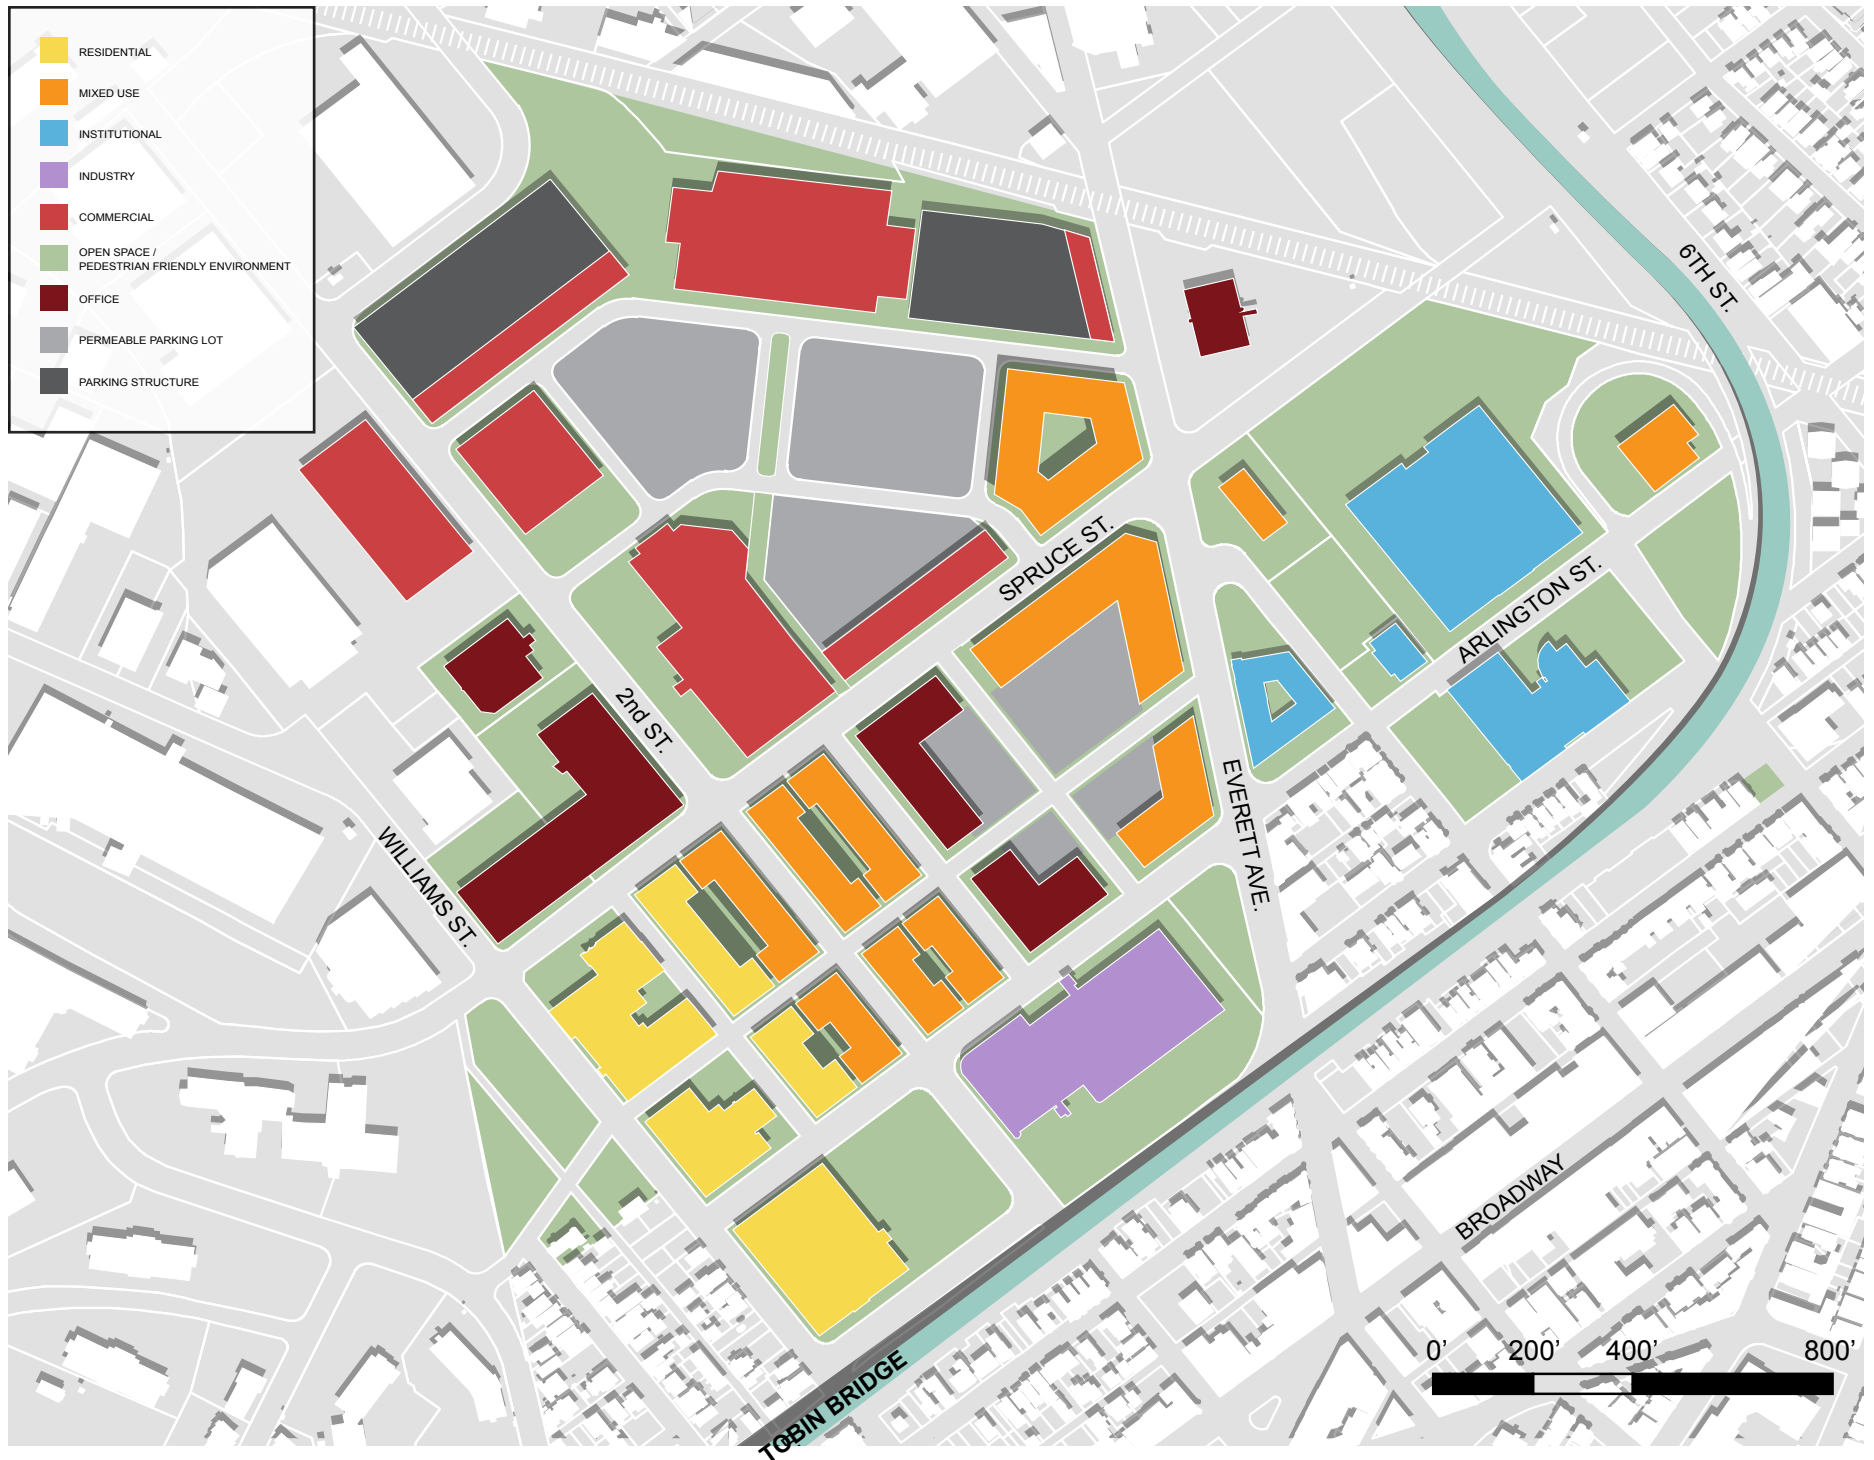 RESIDENTIAL
MIXED USE
INSTITUTIONAL
INDUSTRY
COMMERCIAL
OPEN SPACE /
PEDESTRIAN FRIENDLY ENVIRONMENT
OFFICE
PERMEABLE PARKING LOT
PARKING STRUCTURE
6TH ST.
SPRUCE ST.
ARLINGTON ST.
2nd ST.
EVERETT AVE.
WILLIAMS ST.
BROADWAY
TOBIN BRIDGE
0' 200' 400' 800'